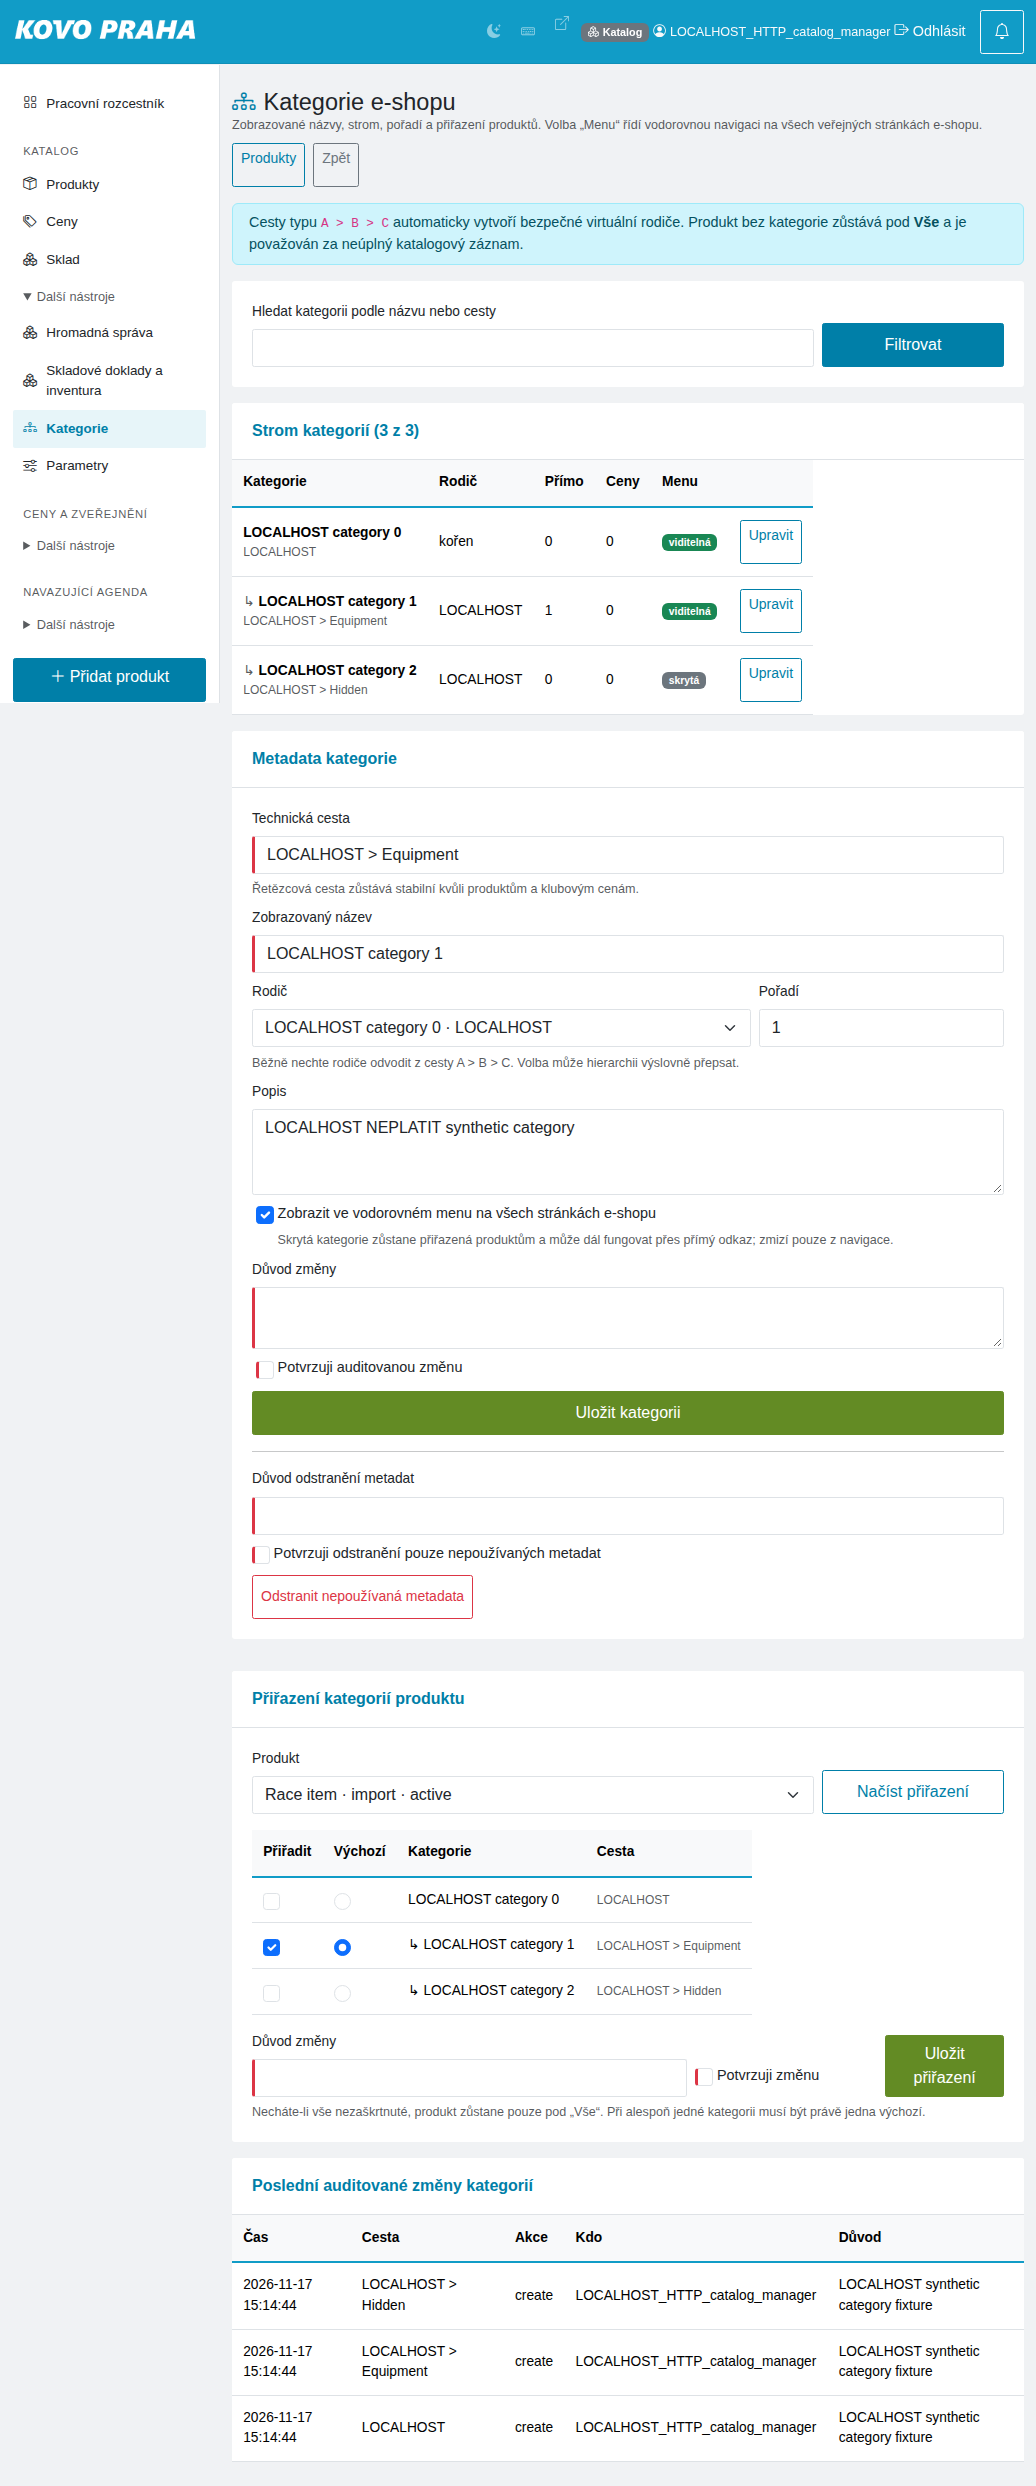 KOVO PRAHA
Katalog
LOCALHOST_HTTP_catalog_manager
Odhlásit
Pracovní rozcestník
KATALOG
Produkty
Ceny
Sklad
▼ Další nástroje
Hromadná správa
Skladové doklady a
inventura
Kategorie
Parametry
CENY A ZVEŘEJNĚNÍ
▶ Další nástroje
NAVAZUJÍCÍ AGENDA
▶ Další nástroje
+ Přidat produkt
Kategorie e-shopu
Zobrazované názvy, strom, pořadí a přiřazení produktů. Volba „Menu“ řídí vodorovnou navigaci na všech veřejných stránkách e-shopu.
Produkty
Zpět
Cesty typu A > B > C automaticky vytvoří bezpečné virtuální rodiče. Produkt bez kategorie zůstává pod Vše a je
považován za neúplný katalogový záznam.
Hledat kategorii podle názvu nebo cesty
Filtrovat
Strom kategorií (3 z 3)
Kategorie Rodič Přímo Ceny Menu
LOCALHOST category 0
LOCALHOST
kořen 0 0 viditelná Upravit
↳ LOCALHOST category 1
LOCALHOST > Equipment
LOCALHOST 1 0 viditelná Upravit
↳ LOCALHOST category 2
LOCALHOST > Hidden
LOCALHOST 0 0 skrytá Upravit
Metadata kategorie
Technická cesta
LOCALHOST > Equipment
Řetězcová cesta zůstává stabilní kvůli produktům a klubovým cenám.
Zobrazovaný název
LOCALHOST category 1
Rodič Pořadí
LOCALHOST category 0 · LOCALHOST 1
Běžně nechte rodiče odvodit z cesty A > B > C. Volba může hierarchii výslovně přepsat.
Popis
LOCALHOST NEPLATIT synthetic category
Zobrazit ve vodorovném menu na všech stránkách e-shopu
Skrytá kategorie zůstane přiřazená produktům a může dál fungovat přes přímý odkaz; zmizí pouze z navigace.
Důvod změny
Potvrzuji auditovanou změnu
Uložit kategorii
Důvod odstranění metadat
Potvrzuji odstranění pouze nepoužívaných metadat
Odstranit nepoužívaná metadata
Přiřazení kategorií produktu
Produkt
Race item · import · active
Načíst přiřazení
Přiřadit Výchozí Kategorie Cesta
LOCALHOST category 0 LOCALHOST
↳ LOCALHOST category 1 LOCALHOST > Equipment
↳ LOCALHOST category 2 LOCALHOST > Hidden
Důvod změny
Potvrzuji změnu
Uložit
přiřazení
Necháte-li vše nezaškrtnuté, produkt zůstane pouze pod „Vše“. Při alespoň jedné kategorii musí být právě jedna výchozí.
Poslední auditované změny kategorií
Čas Cesta Akce Kdo Důvod
2026-11-17
15:14:44
LOCALHOST >
Hidden
create LOCALHOST_HTTP_catalog_manager
LOCALHOST synthetic
category fixture
2026-11-17
15:14:44
LOCALHOST >
Equipment
create LOCALHOST_HTTP_catalog_manager
LOCALHOST synthetic
category fixture
2026-11-17
15:14:44
LOCALHOST
create LOCALHOST_HTTP_catalog_manager
LOCALHOST synthetic
category fixture